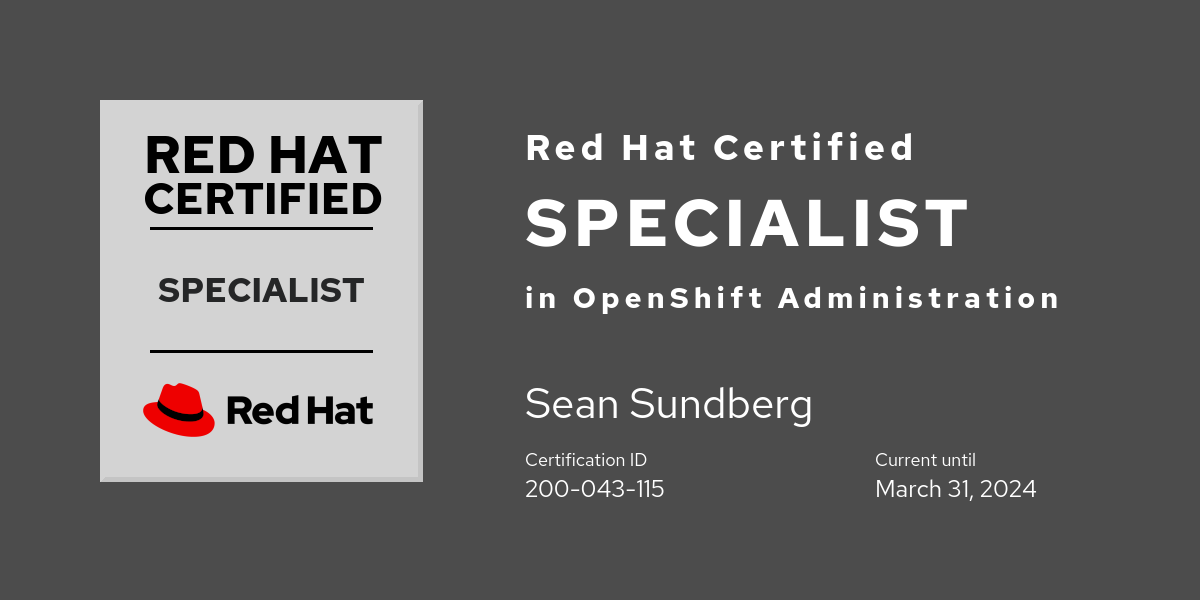 RED HAT
CERTIFIED
SPECIALIST
Red Hat
Red Hat Certified
SPECIALIST
in OpenShift Administration
Sean Sundberg
Certification ID
200-043-115
Current until
March 31, 2024